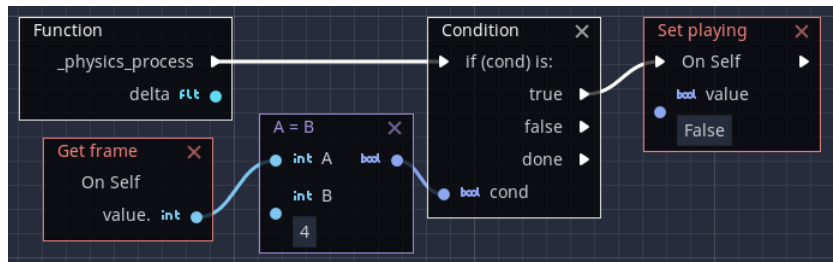 Function
_physics_process
delta flt
Get frame
On Self
value. int
A = B
int A bool
int B
4
Condition
if (cond) is:
true
false
done
bool cond
Set playing
On Self
bool value
False